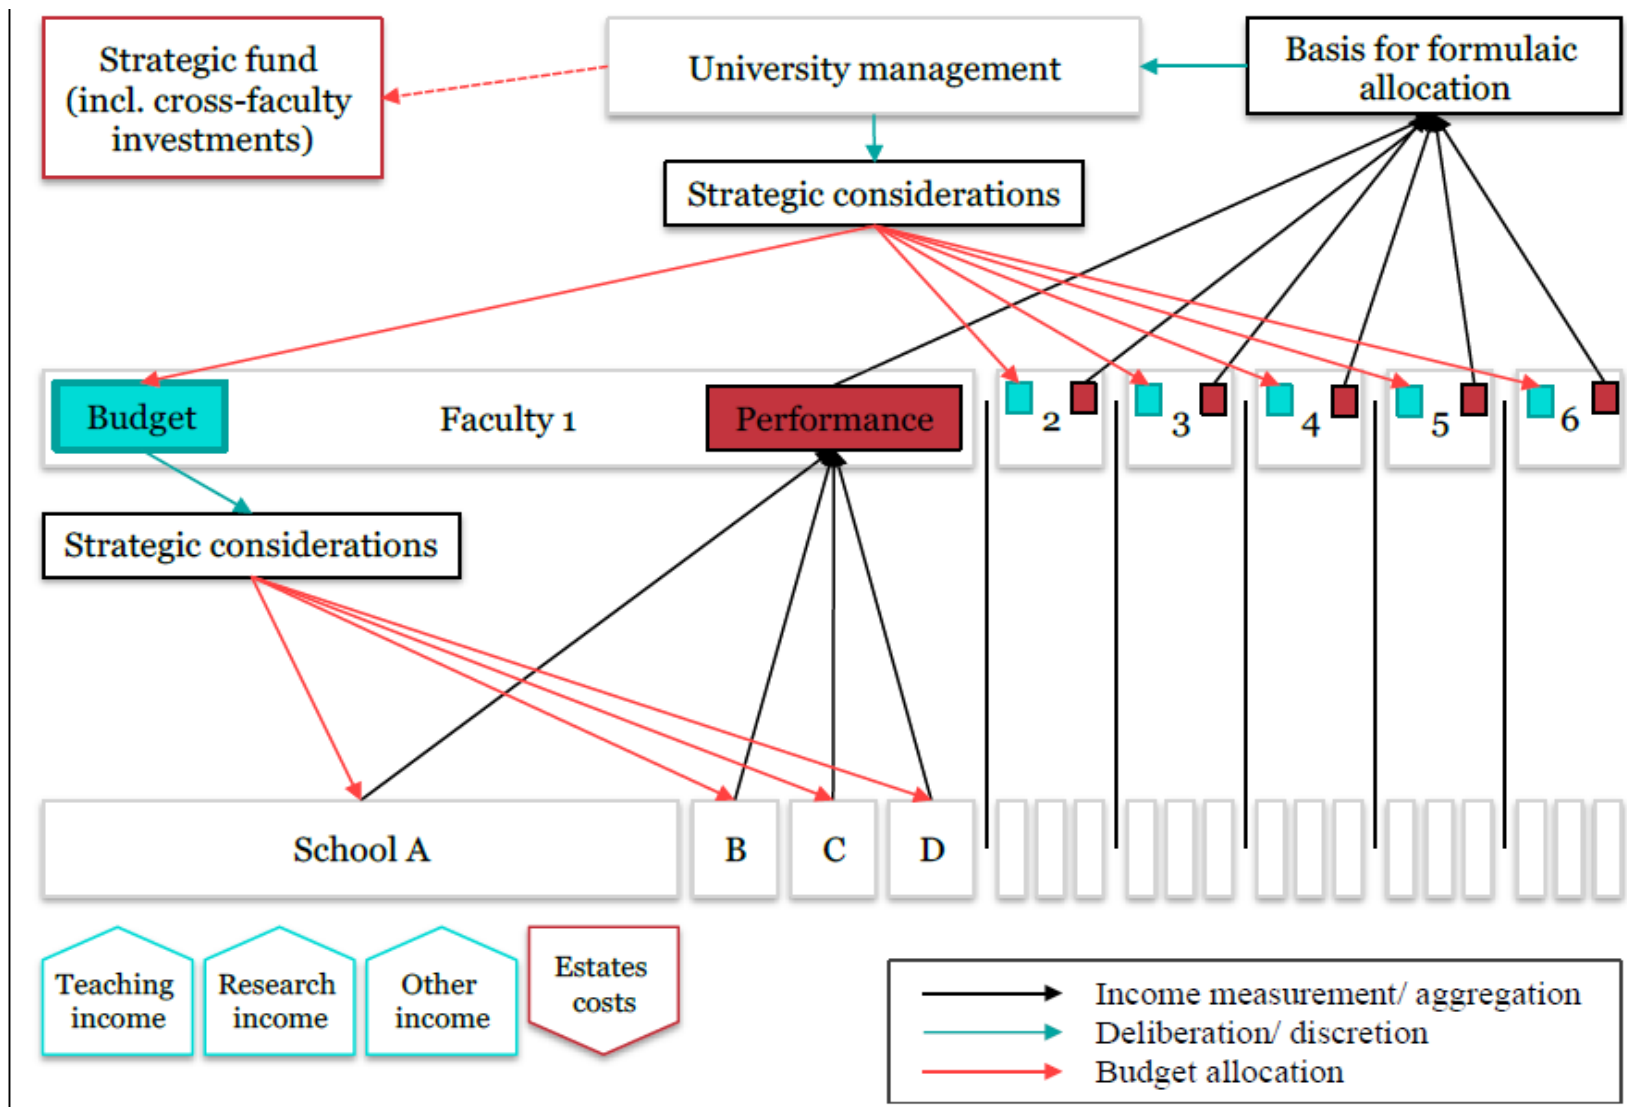 Strategic fund
(incl. cross-faculty
investments)
University management
Basis for formulaic
allocation
Strategic considerations
Budget
Faculty 1
Performance
2
3
4
5
6
Strategic considerations
School A
B
C
D
Teaching
income
Research
income
Other
income
Estates
costs
Income measurement/ aggregation
Deliberation/ discretion
Budget allocation